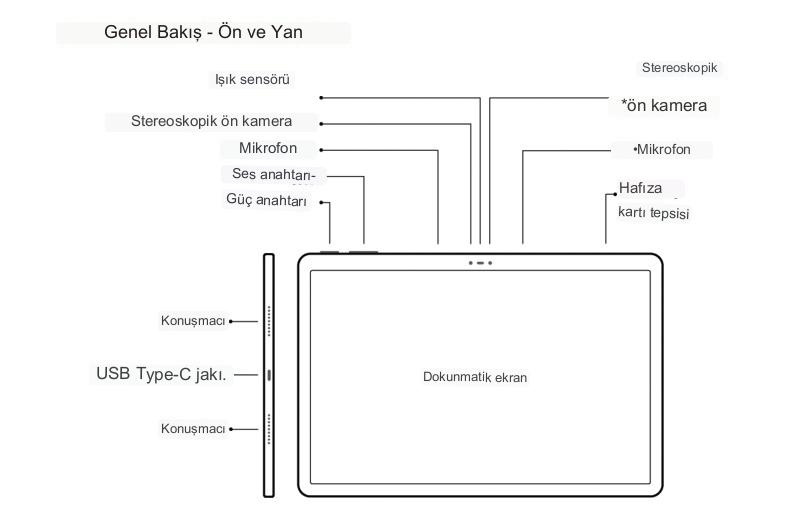 Genel Bakış - Ön ve Yan
Işık sensörü
Stereoskopik ön kamera
Mikrofon
Ses anahtarı-
Güç anahtarı
Stereoskopik
*ön kamera
•Mikrofon
Hafıza
kartı tepsisi
Konuşmacı
USB Type-C jakı.
Konuşmacı
Dokunmatik ekran